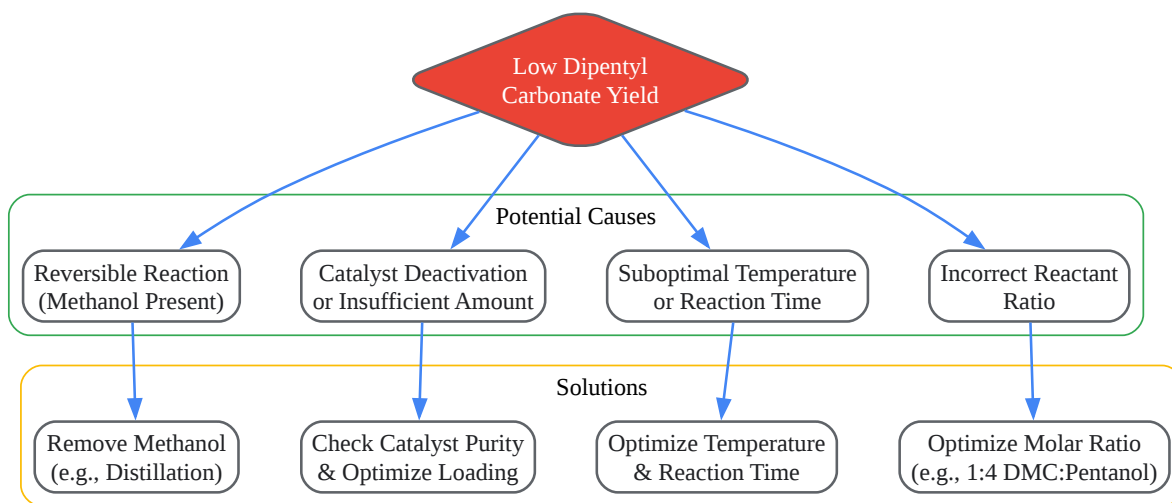 Low Dipentyl
Carbonate Yield
Potential Causes
Reversible Reaction
(Methanol Present)
Catalyst Deactivation
or Insufficient Amount
Suboptimal Temperature
or Reaction Time
Incorrect Reactant
Ratio
Solutions
Remove Methanol
(e.g., Distillation)
Check Catalyst Purity
& Optimize Loading
Optimize Temperature
& Reaction Time
Optimize Molar Ratio
(e.g., 1:4 DMC:Pentanol)